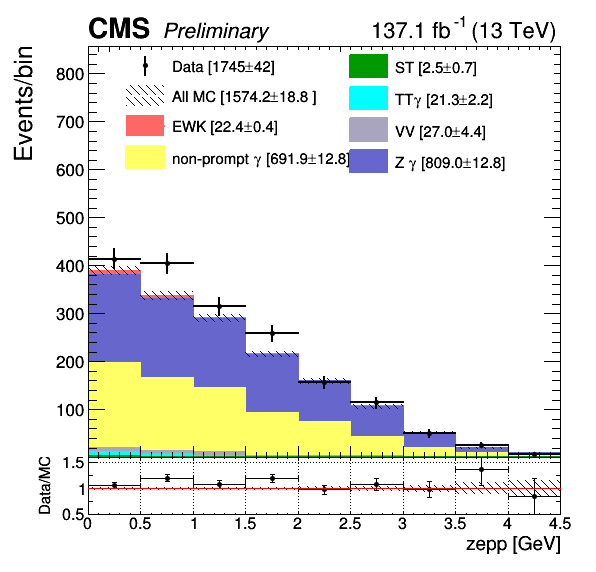 CMS Preliminary 137.1 fb⁻¹ (13 TeV)
Events/bin
800
700
600
500
400
300
200
100
Data [1745±42]
All MC [1574.2±18.8 ]
EWK [22.4±0.4]
non-prompt γ [691.9±12.8]
ST [2.5±0.7]
TTγ [21.3±2.2]
VV [27.0±4.4]
Z γ [809.0±12.8]
Data/MC
1.5
1
0.5
0 0.5 1 1.5 2 2.5 3 3.5 4 4.5
zepp [GeV]